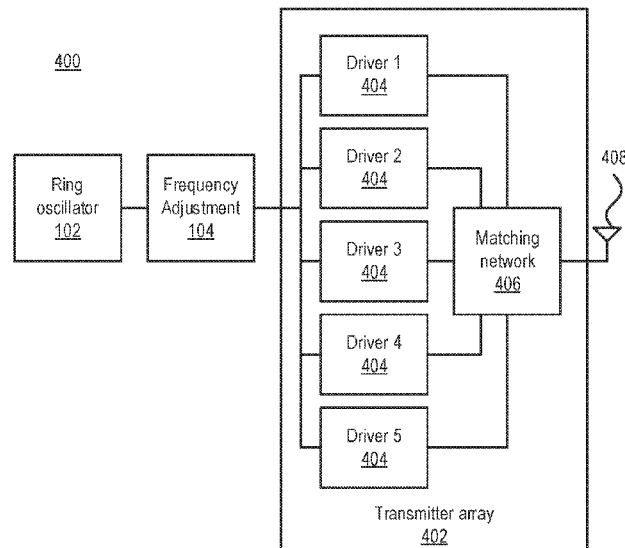 400
Ring
oscillator
102
Frequency
Adjustment
104
Driver 1
404
Driver 2
404
Driver 3
404
Driver 4
404
Driver 5
404
Matching
network
406
408
Transmitter array
402